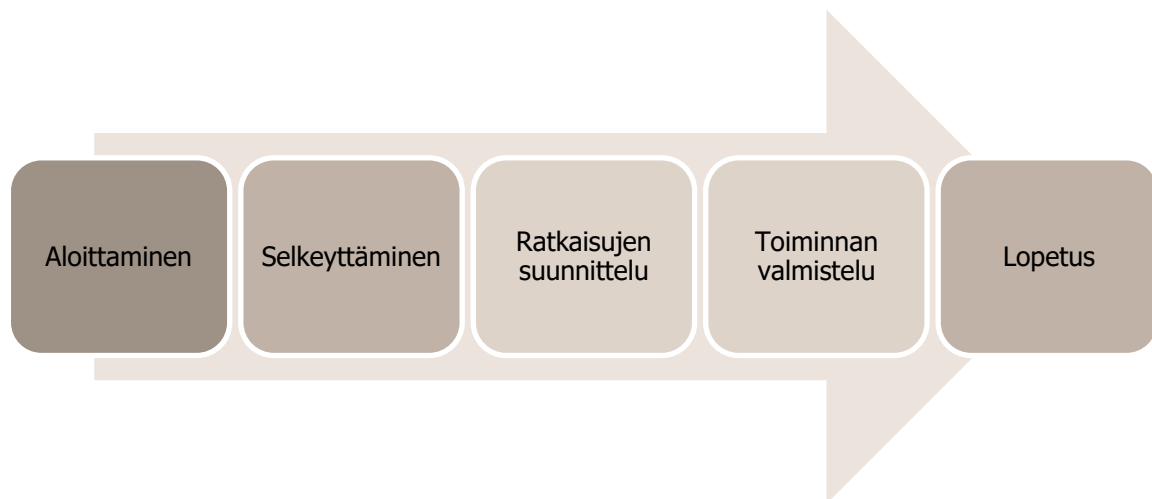 Aloittaminen
Selkeyttäminen
Ratkaisujen
suunnittelu
Toiminnan
valmistelu
Lopetus